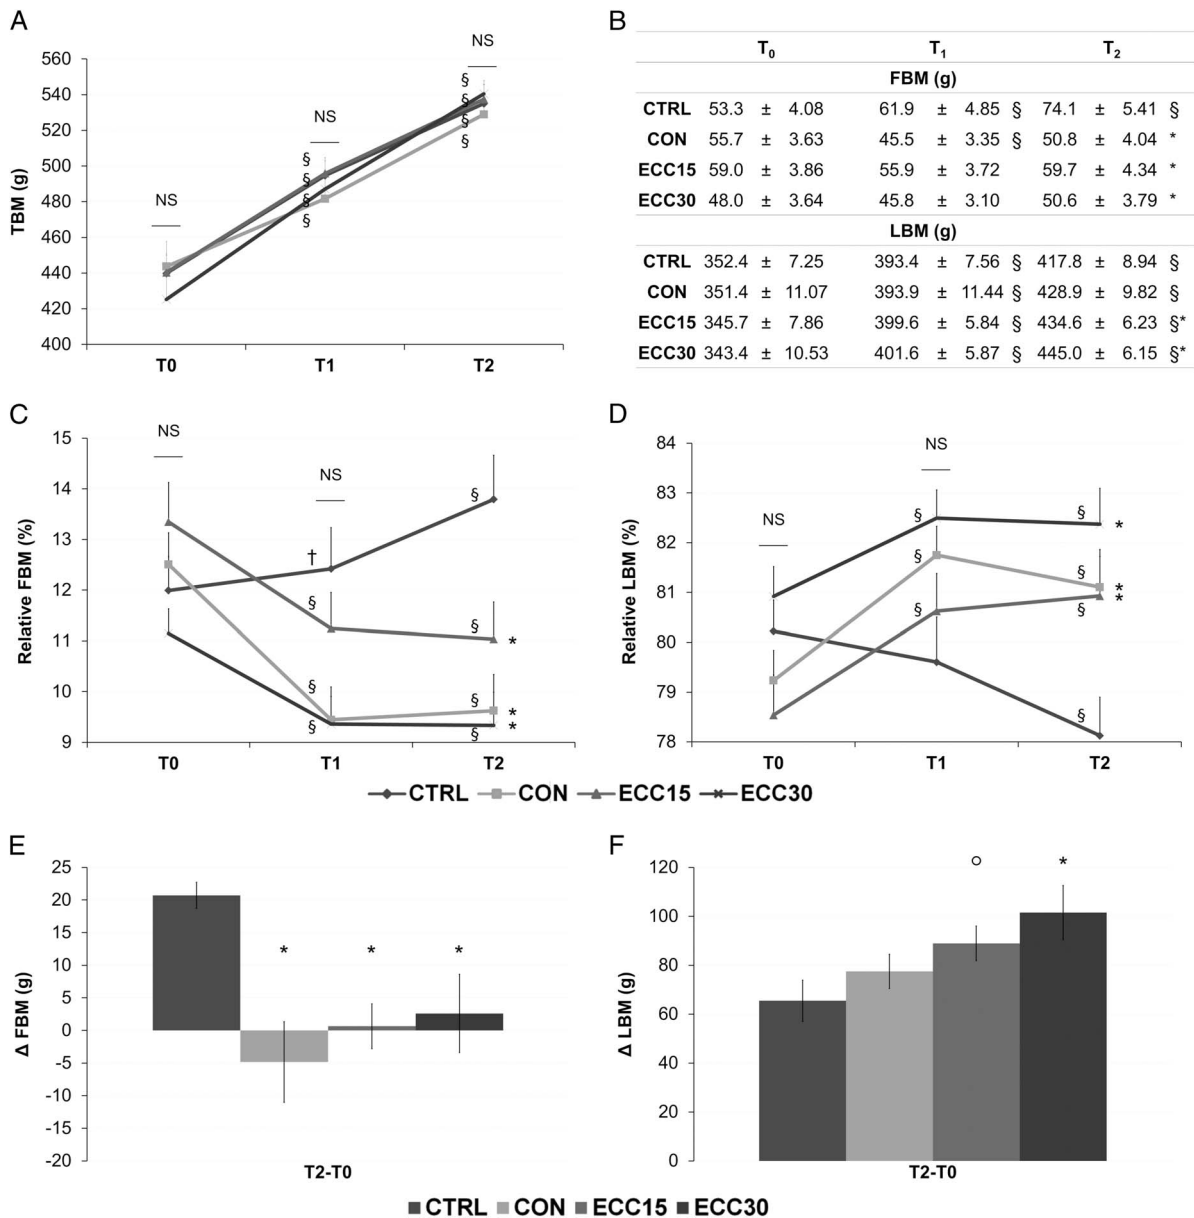 A
NS
NS
NS
560
540
520
500
480
460
440
420
400
TBM (g)
§
§
§
§
§
§
§
§
T0 T1 T2
B
T0 T1 T2
FBM (g)
CTRL 53.3 ± 4.08 61.9 ± 4.85 § 74.1 ± 5.41 §
CON 55.7 ± 3.63 45.5 ± 3.35 § 50.8 ± 4.04 *
ECC15 59.0 ± 3.86 55.9 ± 3.72 59.7 ± 4.34 *
ECC30 48.0 ± 3.64 45.8 ± 3.10 50.6 ± 3.79 *
LBM (g)
CTRL 352.4 ± 7.25 393.4 ± 7.56 § 417.8 ± 8.94 §
CON 351.4 ± 11.07 393.9 ± 11.44 § 428.9 ± 9.82 §
ECC15 345.7 ± 7.86 399.6 ± 5.84 § 434.6 ± 6.23 §*
ECC30 343.4 ± 10.53 401.6 ± 5.87 § 445.0 ± 6.15 §*
C
NS
NS
15
14
13
12
11
10
9
Relative FBM (%)
†
§
§
§
§
§ *
§ *
§ *
T0 T1 T2
D
NS
NS
84
83
82
81
80
79
78
Relative LBM (%)
§
§
§
§ *
§ *
§ *
§
T0 T1 T2
CTRL CON ECC15 ECC30
E
25
20
15
10
5
0
-5
-10
-15
-20
Δ FBM (g)
* * *
T2-T0
F
120
100
80
60
40
20
0
Δ LBM (g)
○ *
T2-T0
CTRL CON ECC15 ECC30